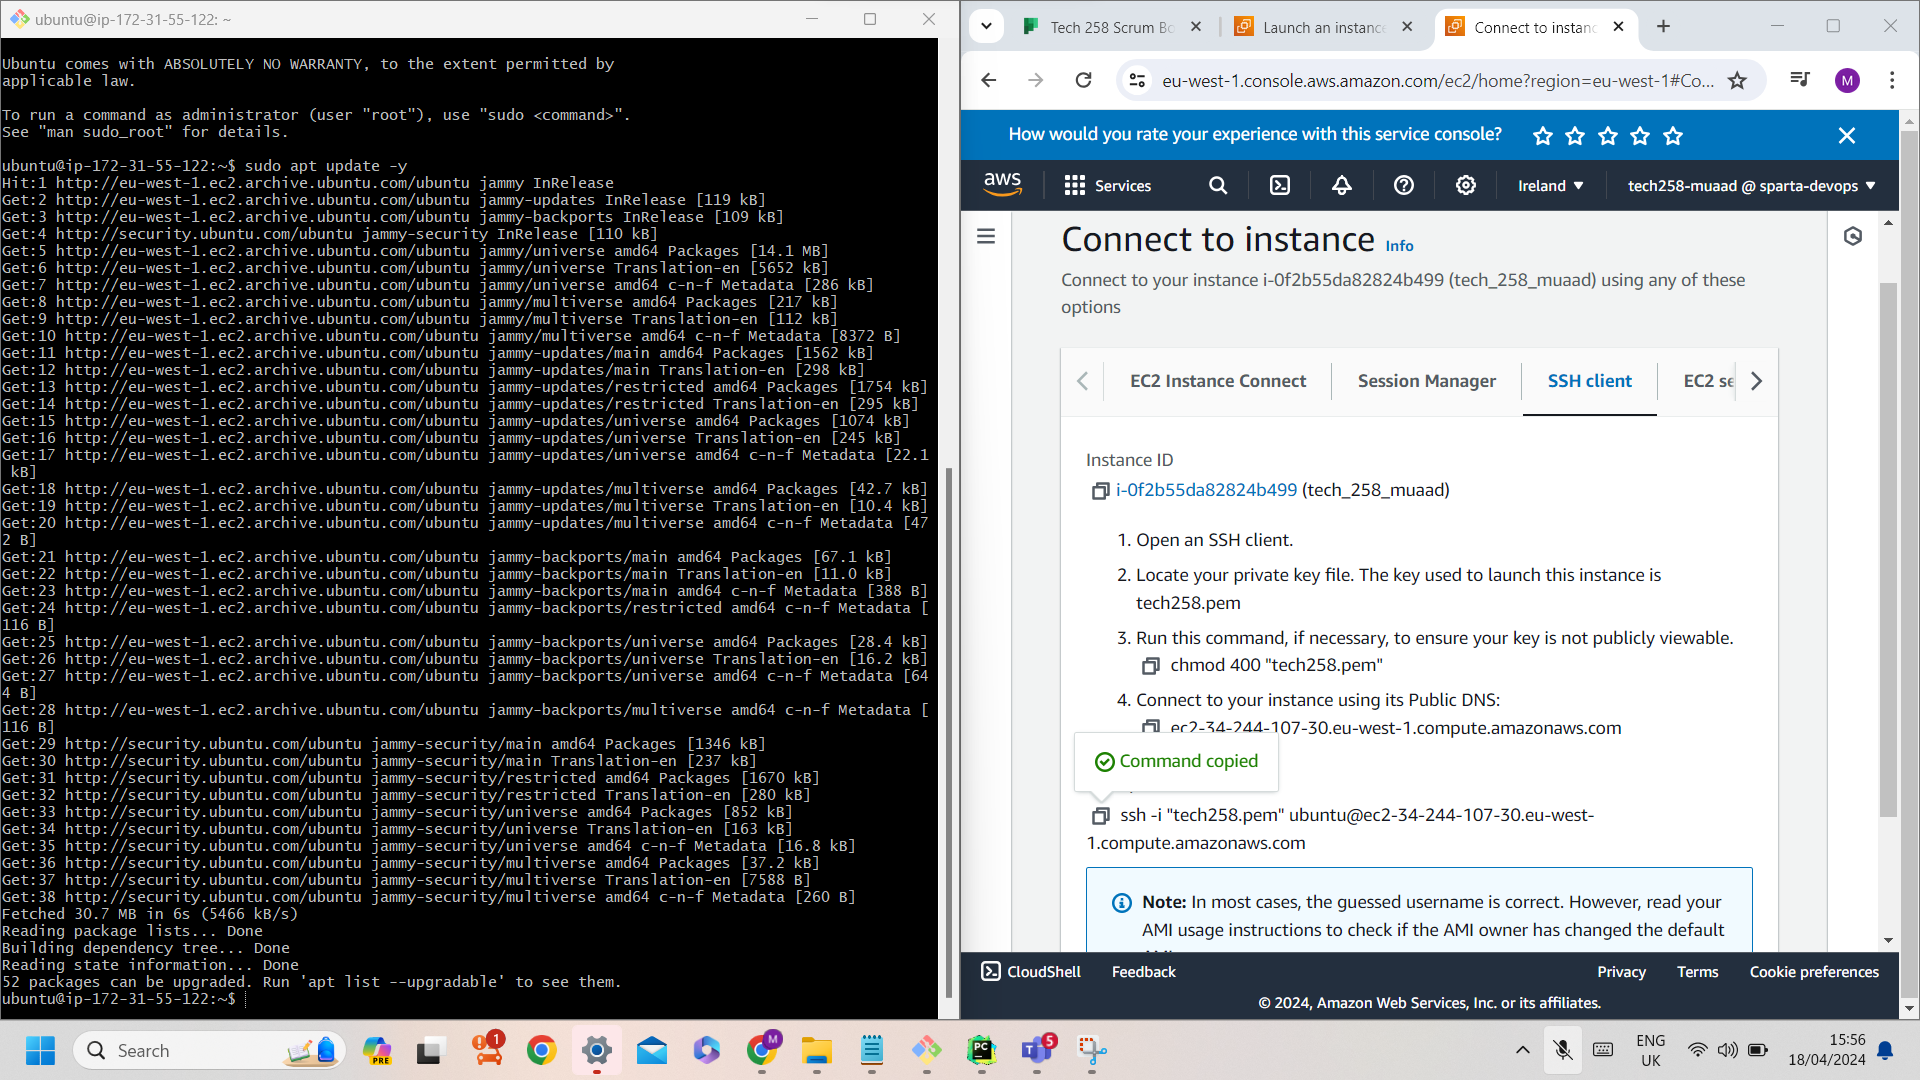 ubuntu@ip-172-31-55-122: ~
Ubuntu comes with ABSOLUTELY NO WARRANTY, to the extent permitted by
applicable law.
To run a command as administrator (user "root"), use "sudo <command>".
See "man sudo_root" for details.
ubuntu@ip-172-31-55-122:~$ sudo apt update -y
Hit:1 http://eu-west-1.ec2.archive.ubuntu.com/ubuntu jammy InRelease
Get:2 http://eu-west-1.ec2.archive.ubuntu.com/ubuntu jammy-updates InRelease [119 kB]
Get:3 http://eu-west-1.ec2.archive.ubuntu.com/ubuntu jammy-backports InRelease [109 kB]
Get:4 http://security.ubuntu.com/ubuntu jammy-security InRelease [110 kB]
Get:5 http://eu-west-1.ec2.archive.ubuntu.com/ubuntu jammy/universe amd64 Packages [14.1 MB]
Get:6 http://eu-west-1.ec2.archive.ubuntu.com/ubuntu jammy/universe Translation-en [5652 kB]
Get:7 http://eu-west-1.ec2.archive.ubuntu.com/ubuntu jammy/universe amd64 c-n-f Metadata [286 kB]
Get:8 http://eu-west-1.ec2.archive.ubuntu.com/ubuntu jammy/multiverse amd64 Packages [217 kB]
Get:9 http://eu-west-1.ec2.archive.ubuntu.com/ubuntu jammy/multiverse Translation-en [112 kB]
Get:10 http://eu-west-1.ec2.archive.ubuntu.com/ubuntu jammy/multiverse amd64 c-n-f Metadata [8372 B]
Get:11 http://eu-west-1.ec2.archive.ubuntu.com/ubuntu jammy-updates/main amd64 Packages [1562 kB]
Get:12 http://eu-west-1.ec2.archive.ubuntu.com/ubuntu jammy-updates/main Translation-en [298 kB]
Get:13 http://eu-west-1.ec2.archive.ubuntu.com/ubuntu jammy-updates/restricted amd64 Packages [1754 kB]
Get:14 http://eu-west-1.ec2.archive.ubuntu.com/ubuntu jammy-updates/restricted Translation-en [295 kB]
Get:15 http://eu-west-1.ec2.archive.ubuntu.com/ubuntu jammy-updates/universe amd64 Packages [1074 kB]
Get:16 http://eu-west-1.ec2.archive.ubuntu.com/ubuntu jammy-updates/universe Translation-en [245 kB]
Get:17 http://eu-west-1.ec2.archive.ubuntu.com/ubuntu jammy-updates/universe amd64 c-n-f Metadata [22.1
kB]
Get:18 http://eu-west-1.ec2.archive.ubuntu.com/ubuntu jammy-updates/multiverse amd64 Packages [42.7 kB]
Get:19 http://eu-west-1.ec2.archive.ubuntu.com/ubuntu jammy-updates/multiverse Translation-en [10.4 kB]
Get:20 http://eu-west-1.ec2.archive.ubuntu.com/ubuntu jammy-updates/multiverse amd64 c-n-f Metadata [47
2 B]
Get:21 http://eu-west-1.ec2.archive.ubuntu.com/ubuntu jammy-backports/main amd64 Packages [67.1 kB]
Get:22 http://eu-west-1.ec2.archive.ubuntu.com/ubuntu jammy-backports/main Translation-en [11.0 kB]
Get:23 http://eu-west-1.ec2.archive.ubuntu.com/ubuntu jammy-backports/main amd64 c-n-f Metadata [388 B]
Get:24 http://eu-west-1.ec2.archive.ubuntu.com/ubuntu jammy-backports/restricted amd64 c-n-f Metadata [
116 B]
Get:25 http://eu-west-1.ec2.archive.ubuntu.com/ubuntu jammy-backports/universe amd64 Packages [28.4 kB]
Get:26 http://eu-west-1.ec2.archive.ubuntu.com/ubuntu jammy-backports/universe Translation-en [16.2 kB]
Get:27 http://eu-west-1.ec2.archive.ubuntu.com/ubuntu jammy-backports/universe amd64 c-n-f Metadata [64
4 B]
Get:28 http://eu-west-1.ec2.archive.ubuntu.com/ubuntu jammy-backports/multiverse amd64 c-n-f Metadata [
116 B]
Get:29 http://security.ubuntu.com/ubuntu jammy-security/main amd64 Packages [1346 kB]
Get:30 http://security.ubuntu.com/ubuntu jammy-security/main Translation-en [237 kB]
Get:31 http://security.ubuntu.com/ubuntu jammy-security/restricted amd64 Packages [1670 kB]
Get:32 http://security.ubuntu.com/ubuntu jammy-security/restricted Translation-en [280 kB]
Get:33 http://security.ubuntu.com/ubuntu jammy-security/universe amd64 Packages [852 kB]
Get:34 http://security.ubuntu.com/ubuntu jammy-security/universe Translation-en [163 kB]
Get:35 http://security.ubuntu.com/ubuntu jammy-security/universe amd64 c-n-f Metadata [16.8 kB]
Get:36 http://security.ubuntu.com/ubuntu jammy-security/multiverse amd64 Packages [37.2 kB]
Get:37 http://security.ubuntu.com/ubuntu jammy-security/multiverse Translation-en [7588 B]
Get:38 http://security.ubuntu.com/ubuntu jammy-security/multiverse amd64 c-n-f Metadata [260 B]
Fetched 30.7 MB in 6s (5466 kB/s)
Reading package lists... Done
Building dependency tree... Done
Reading state information... Done
52 packages can be upgraded. Run 'apt list --upgradable' to see them.
ubuntu@ip-172-31-55-122:~$
Tech 258 Scrum Bo
Launch an instance
Connect to instanc
eu-west-1.console.aws.amazon.com/ec2/home?region=eu-west-1#Co...
M
How would you rate your experience with this service console?
aws
Services
Ireland
tech258-muaad @ sparta-devops
Connect to instance Info
Connect to your instance i-0f2b55da82824b499 (tech_258_muaad) using any of these
options
EC2 Instance Connect
Session Manager
SSH client
EC2 se
Instance ID
i-0f2b55da82824b499 (tech_258_muaad)
1. Open an SSH client.
2. Locate your private key file. The key used to launch this instance is
tech258.pem
3. Run this command, if necessary, to ensure your key is not publicly viewable.
chmod 400 "tech258.pem"
4. Connect to your instance using its Public DNS:
ec2-34-244-107-30.eu-west-1.compute.amazonaws.com
Command copied
ssh -i "tech258.pem" ubuntu@ec2-34-244-107-30.eu-west-
1.compute.amazonaws.com
Note: In most cases, the guessed username is correct. However, read your
AMI usage instructions to check if the AMI owner has changed the default
CloudShell
Feedback
Privacy
Terms
Cookie preferences
© 2024, Amazon Web Services, Inc. or its affiliates.
Search
PRE
1
M
PC
5
ENG
UK
15:56
18/04/2024